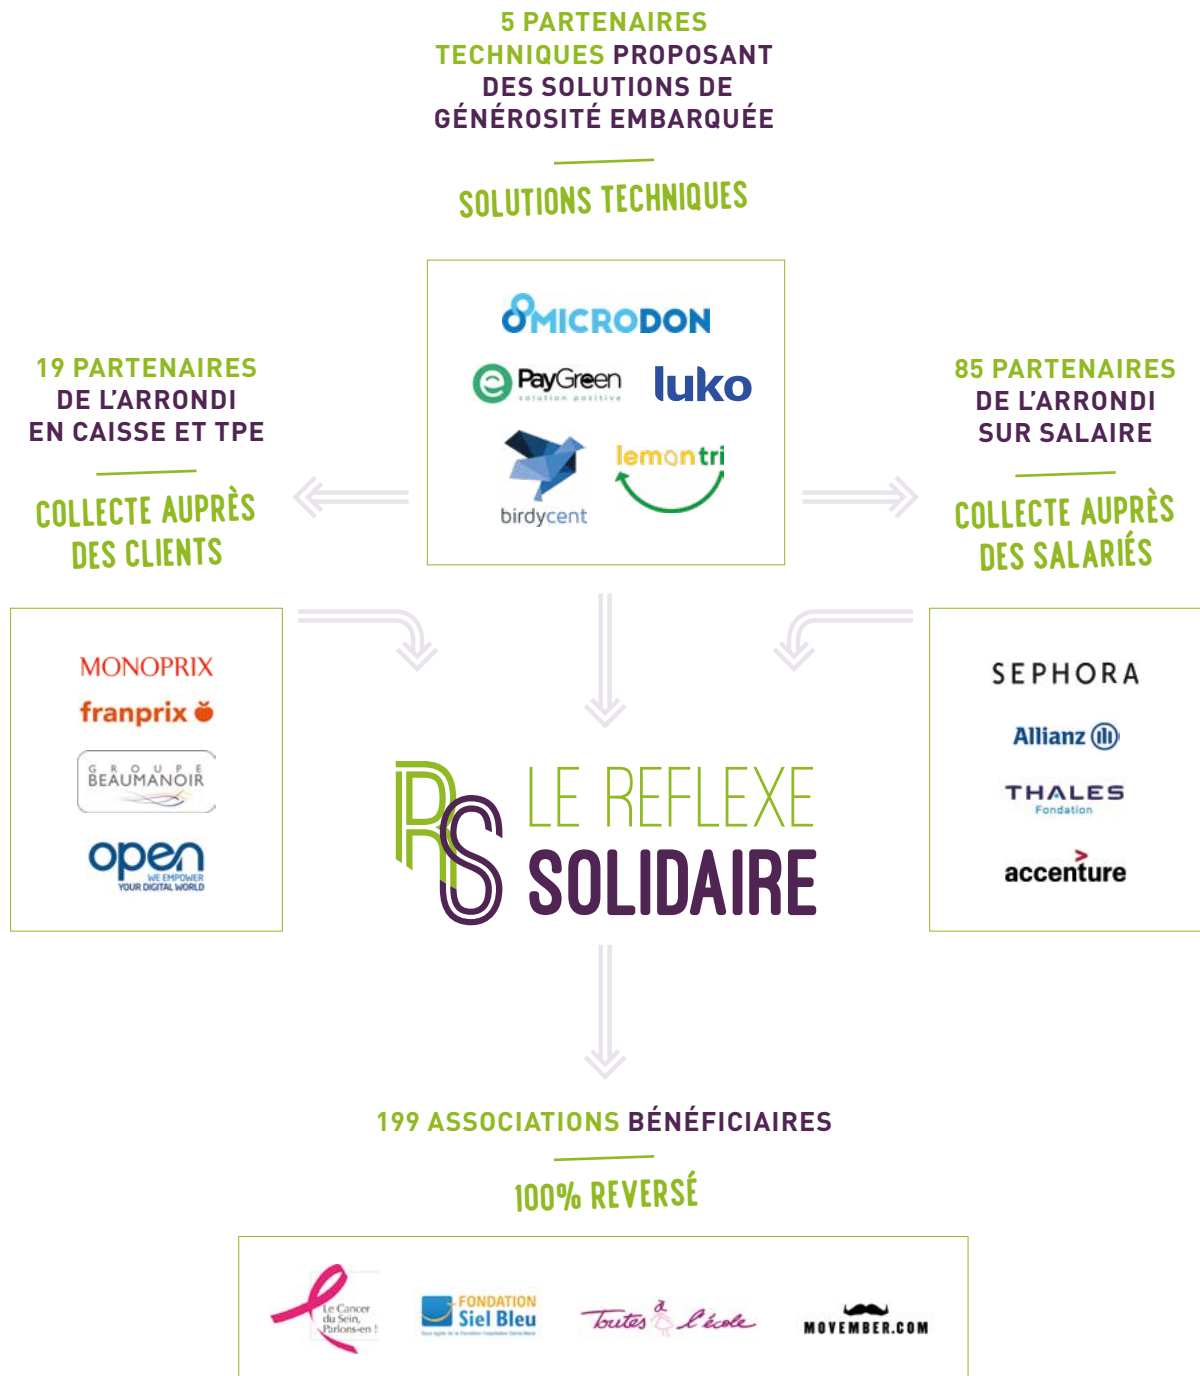 5 PARTENAIRES
TECHNIQUES PROPOSANT
DES SOLUTIONS DE
GÉNÉROSITÉ EMBARQUÉE
SOLUTIONS TECHNIQUES
MICRODON
e PayGreen
solution positive
luko
birdycent
lemontri
19 PARTENAIRES
DE L'ARRONDI
EN CAISSE ET TPE
COLLECTE AUPRÈS
DES CLIENTS
MONOPRIX
franprix
GROUPE
BEAUMANOIR
open
WE EMPOWER
YOUR DIGITAL WORLD
85 PARTENAIRES
DE L'ARRONDI
SUR SALAIRE
COLLECTE AUPRÈS
DES SALARIÉS
SEPHORA
Allianz
THALES
Fondation
accenture
RS LE REFLEXE
SOLIDAIRE
199 ASSOCIATIONS BÉNÉFICIAIRES
100% REVERSÉ
Le Cancer
du Sein,
Parlons-en !
FONDATION
Siel Bleu
Toutes à l'école
MOVEMBER.COM